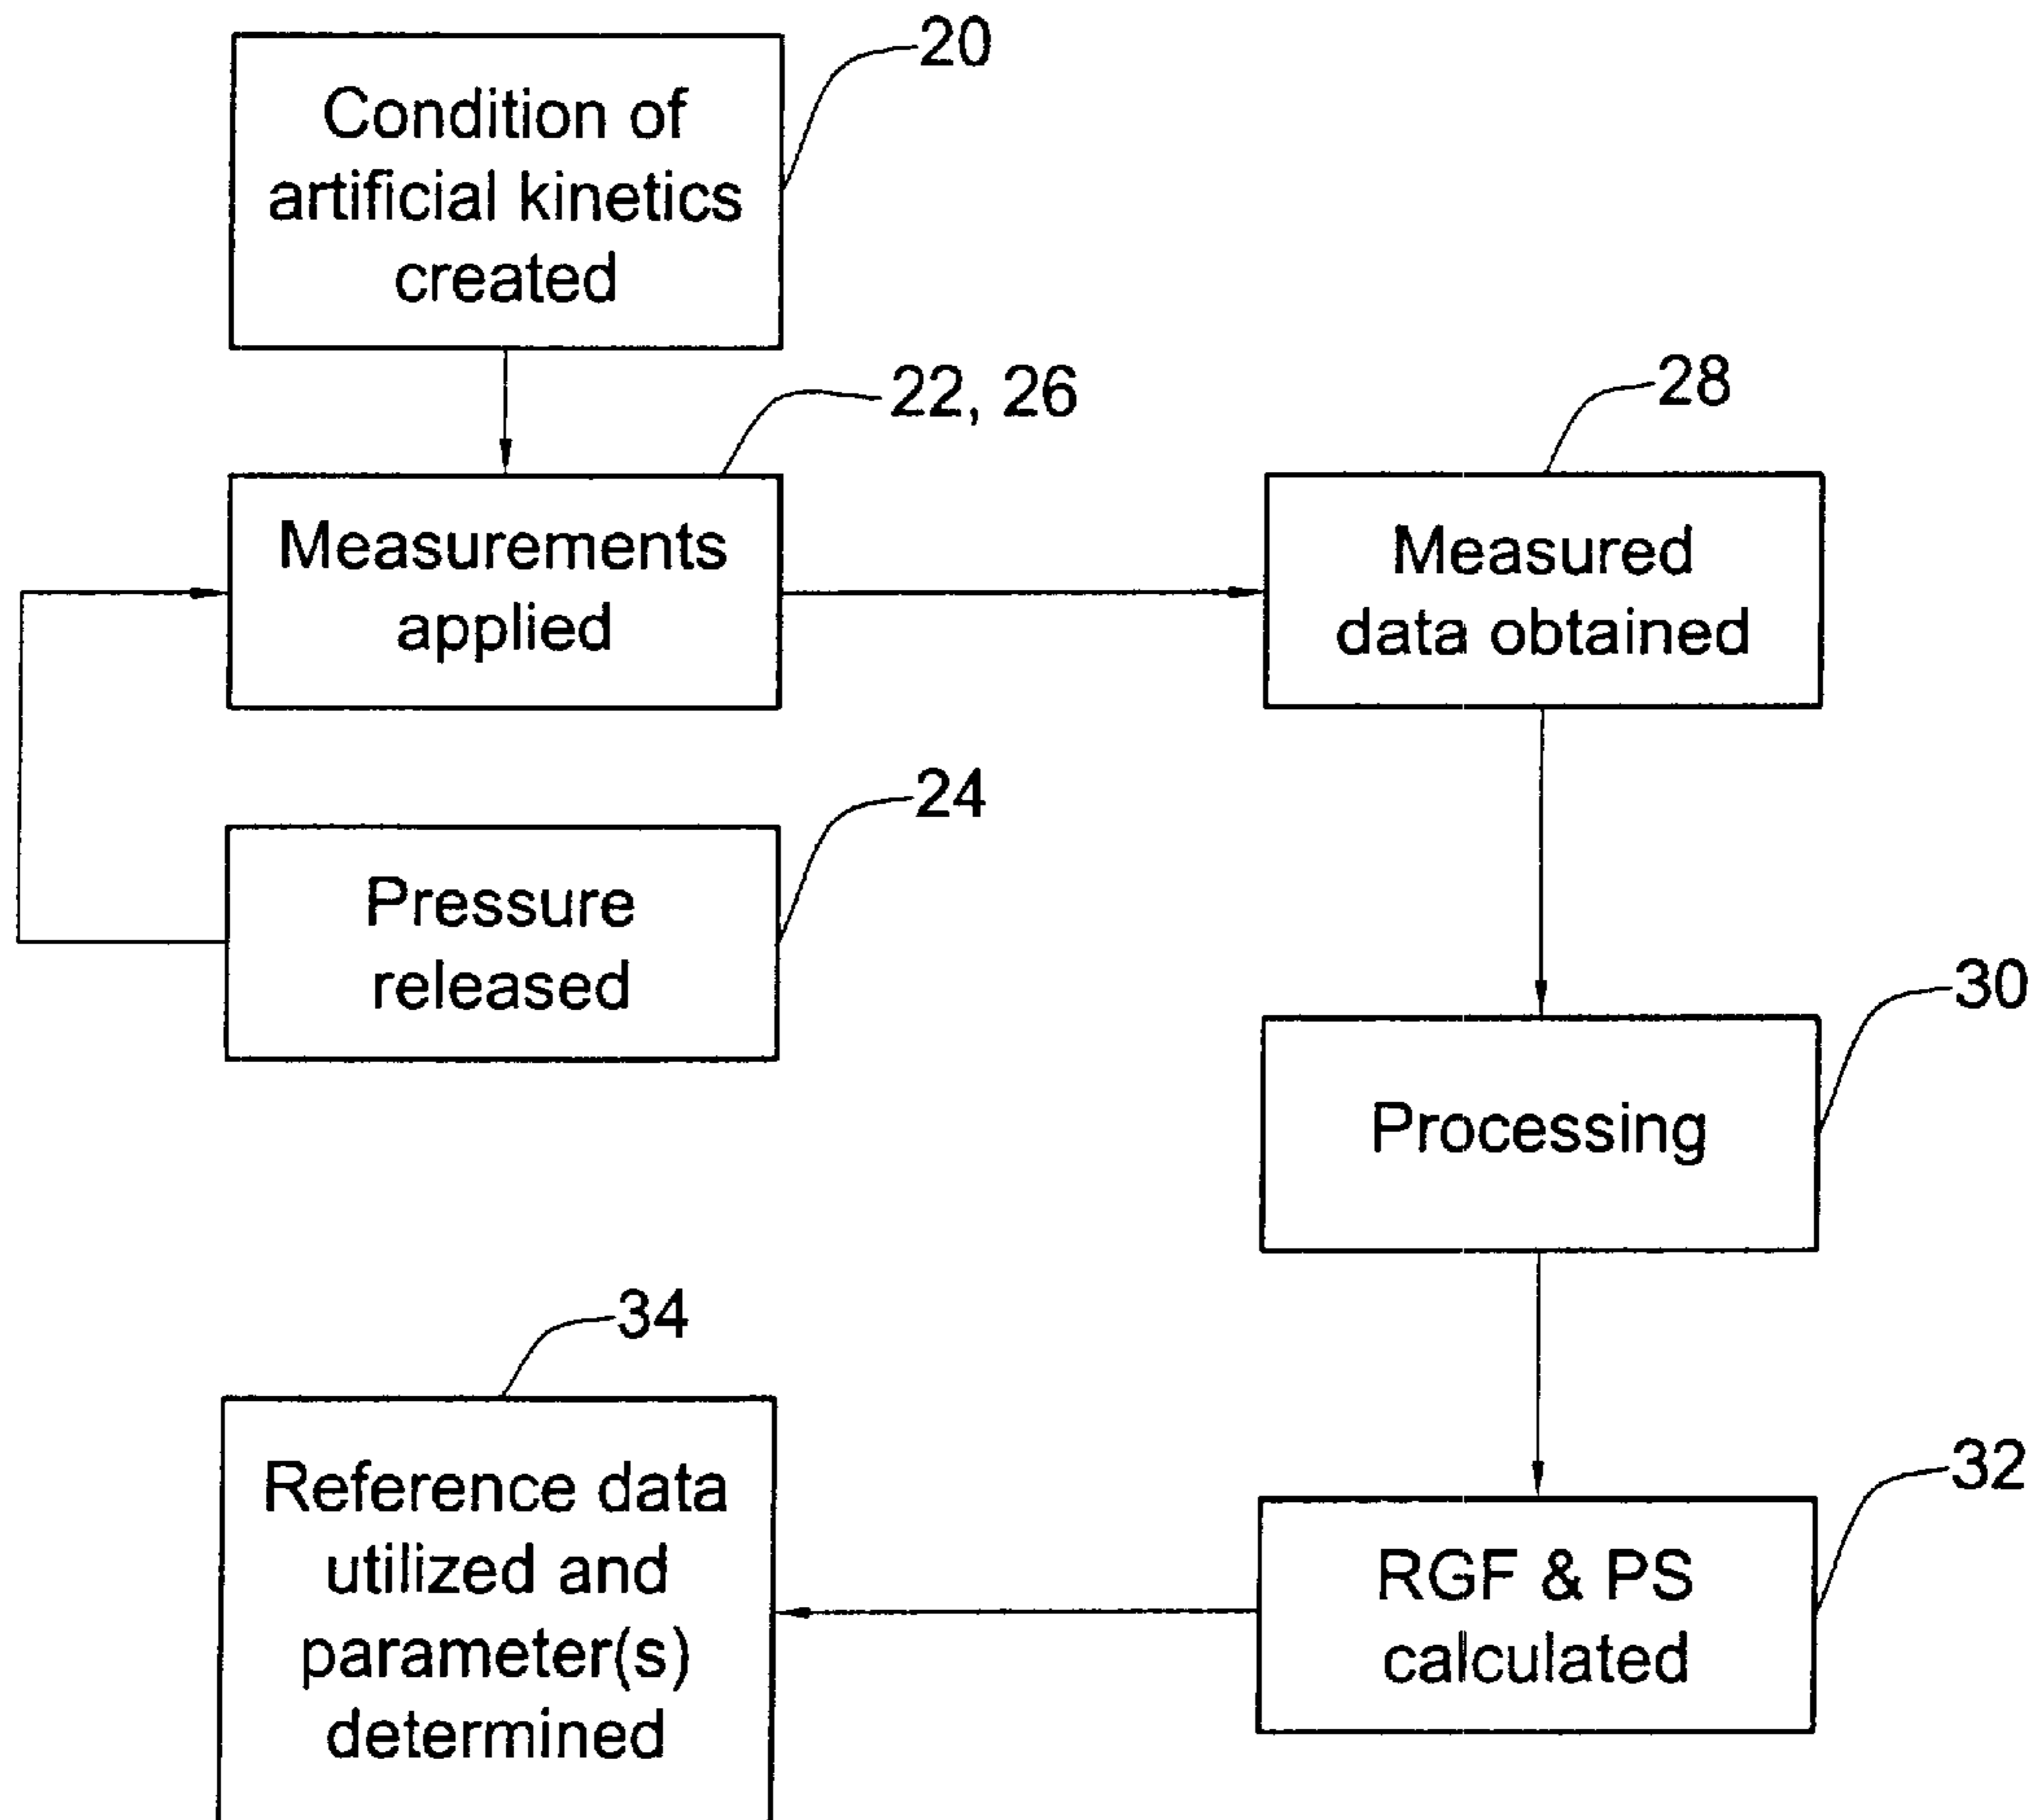 20
Condition of
artificial kinetics
created
22, 26
Measurements
applied
28
Measured
data obtained
24
Pressure
released
30
Processing
32
RGF & PS
calculated
34
Reference data
utilized and
parameter(s)
determined